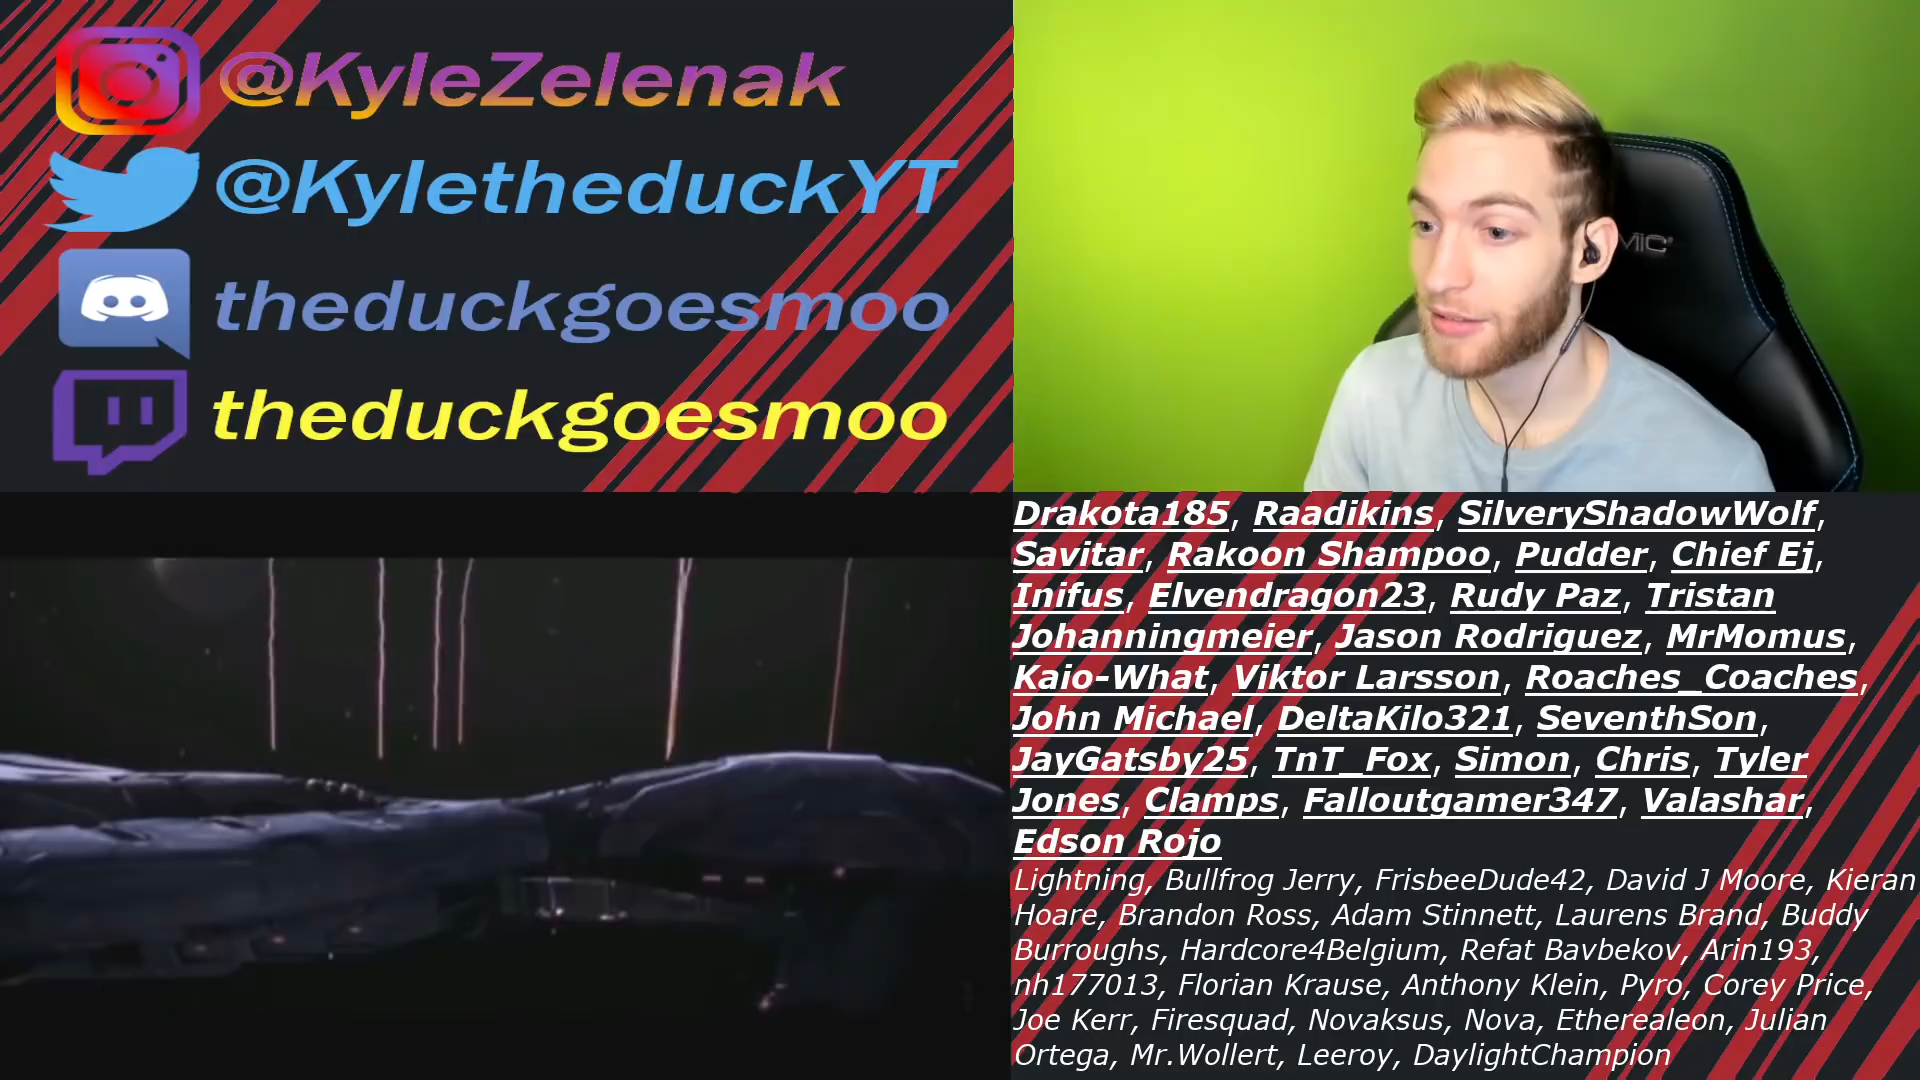 @KyleZelenak
@KyletheduckYT
theduckgoesmoo
theduckgoesmoo
Drakota185, Raadikins, SilveryShadowWolf,
Savitar, Rakoon Shampoo, Pudder, Chief Ej,
Inifus, Elvendragon23, Rudy Paz, Tristan
Johanningmeier, Jason Rodriguez, MrMomus,
Kaio-What, Viktor Larsson, Roaches_Coaches,
John Michael, DeltaKilo321, SeventhSon,
JayGatsby25, TnT_Fox, Simon, Chris, Tyler
Jones, Clamps, Falloutgamer347, Valashar,
Edson Rojo
Lightning, Bullfrog Jerry, FrisbeeDude42, David J Moore, Kieran
Hoare, Brandon Ross, Adam Stinnett, Laurens Brand, Buddy
Burroughs, Hardcore4Belgium, Refat Bavbekov, Arin193,
nh177013, Florian Krause, Anthony Klein, Pyro, Corey Price,
Joe Kerr, Firesquad, Novaksus, Nova, Etherealeon, Julian
Ortega, Mr.Wollert, Leeroy, DaylightChampion